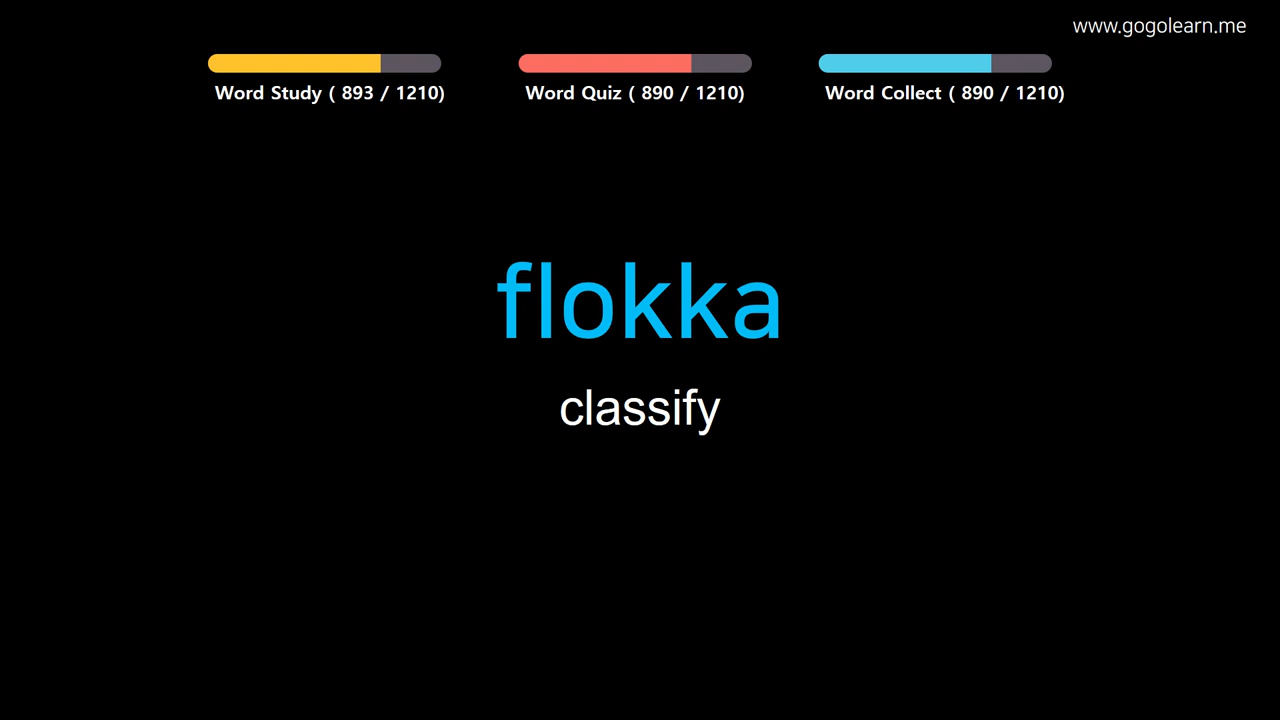 www.gogolearn.me
Word Study ( 893 / 1210)
Word Quiz ( 890 / 1210)
Word Collect ( 890 / 1210)
flokka
classify